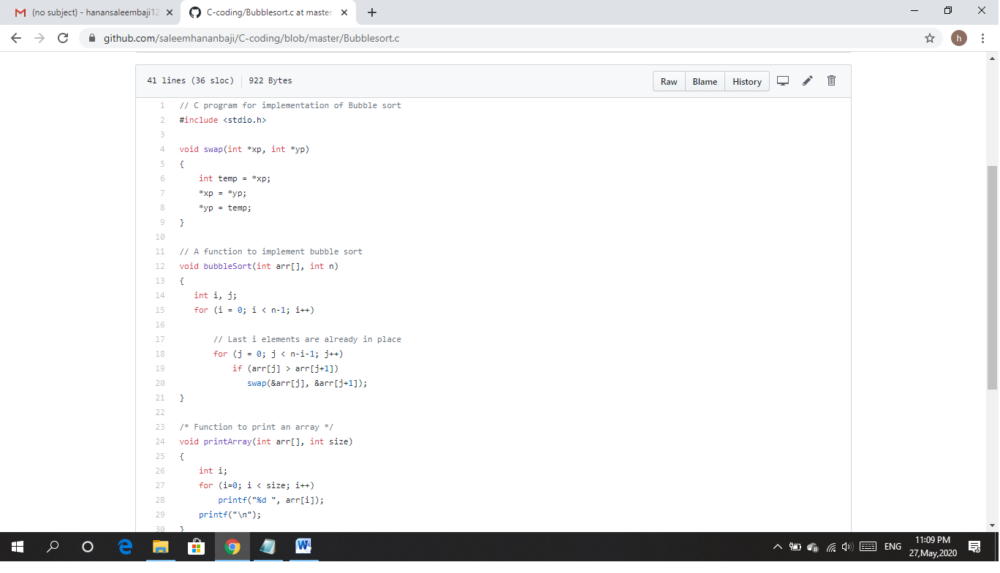 (no subject) - hanansaleembaji12
C-coding/Bubblesort.c at master
github.com/saleemhananbaji/C-coding/blob/master/Bubblesort.c
h
41 lines (36 sloc) 922 Bytes
Raw Blame History
1 // C program for implementation of Bubble sort
2 #include <stdio.h>
3
4 void swap(int *xp, int *yp)
5 {
6     int temp = *xp;
7     *xp = *yp;
8     *yp = temp;
9 }
10
11 // A function to implement bubble sort
12 void bubbleSort(int arr[], int n)
13 {
14    int i, j;
15    for (i = 0; i < n-1; i++)
16
17        // Last i elements are already in place
18        for (j = 0; j < n-i-1; j++)
19            if (arr[j] > arr[j+1])
20               swap(&arr[j], &arr[j+1]);
21 }
22
23 /* Function to print an array */
24 void printArray(int arr[], int size)
25 {
26     int i;
27     for (i=0; i < size; i++)
28         printf("%d ", arr[i]);
29     printf("\n");
30 }
ENG
11:09 PM
27,May,2020